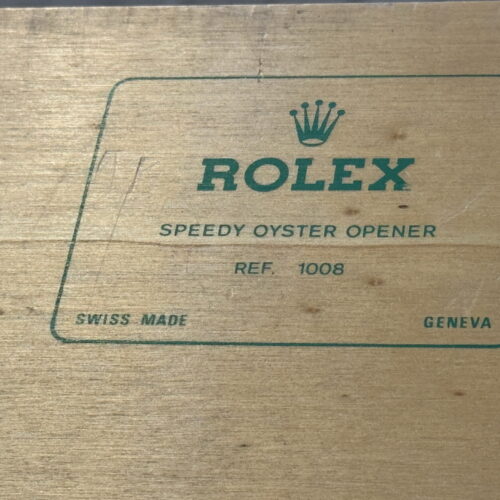 ROLEX
SPEEDY OYSTER OPENER
REF. 1008
SWISS MADE
GENEVA